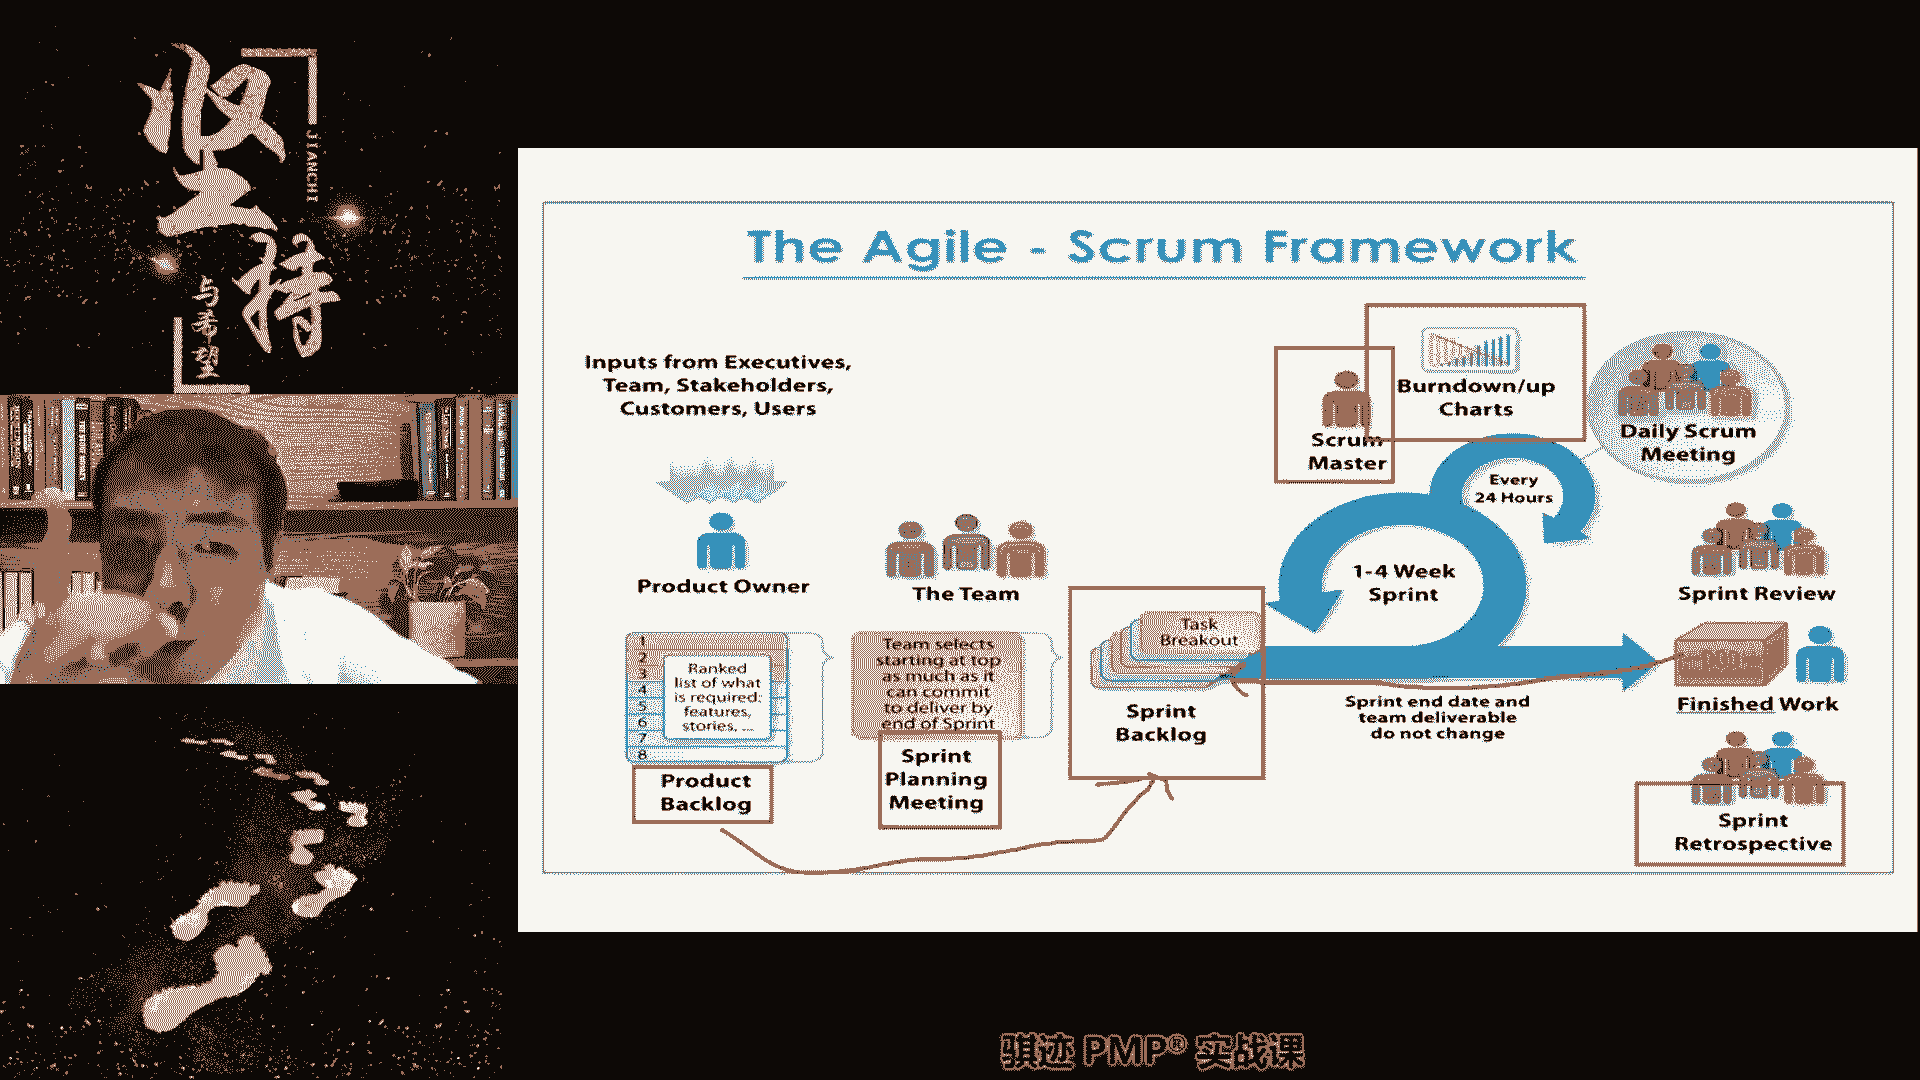 坚持
JIANCHI
与希望
The Agile - Scrum Framework
Inputs from Executives,
Team, Stakeholders,
Customers, Users
Product Owner
The Team
1
2
3
4
5
6
7
8
Ranked
list of what
is required:
features,
stories, ...
Product
Backlog
Team selects
starting at top
as much as it
can commit
to deliver by
end of Sprint
Sprint
Planning
Meeting
Task
Breakout
Sprint
Backlog
Scrum
Master
Burndown/up
Charts
Daily Scrum
Meeting
Every
24 Hours
1-4 Week
Sprint
Sprint end date and
team deliverable
do not change
Sprint Review
Finished Work
Sprint
Retrospective
骐迹 PMP® 实战课